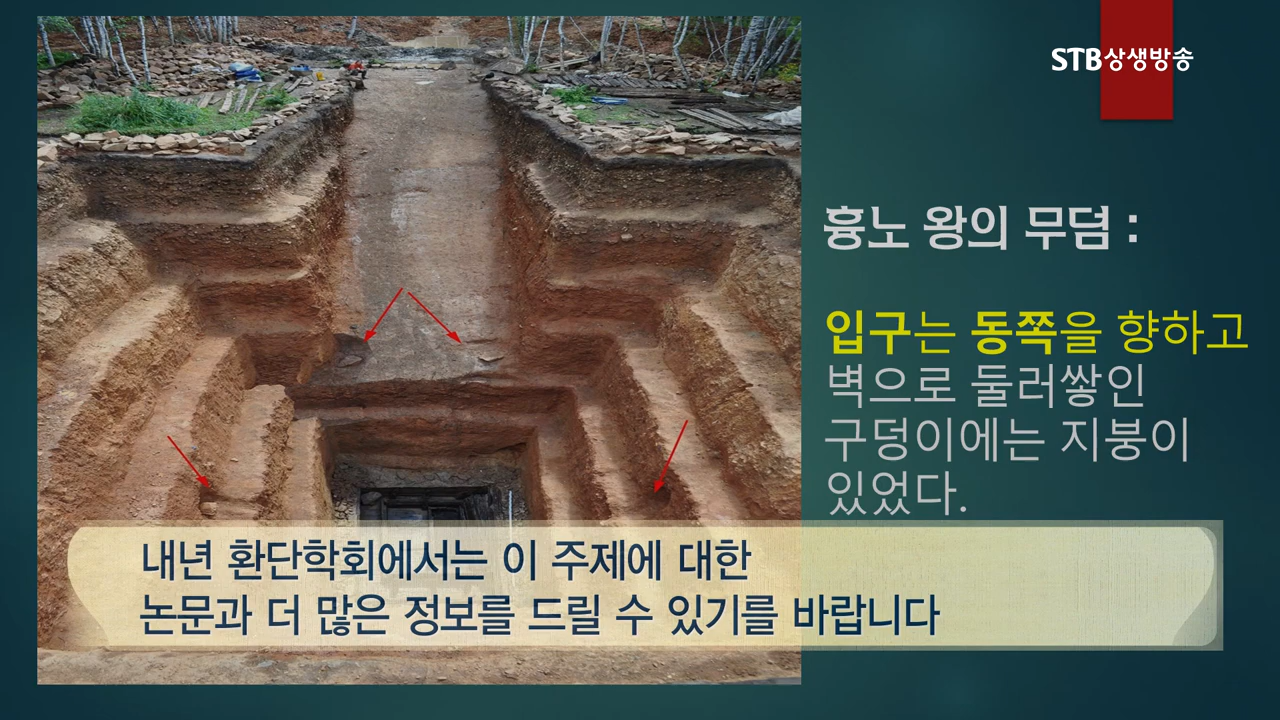 STB상생방송
흉노 왕의 무덤 :
입구는 동쪽을 향하고
벽으로 둘러쌓인
구덩이에는 지붕이
있었다.
내년 환단학회에서는 이 주제에 대한
논문과 더 많은 정보를 드릴 수 있기를 바랍니다